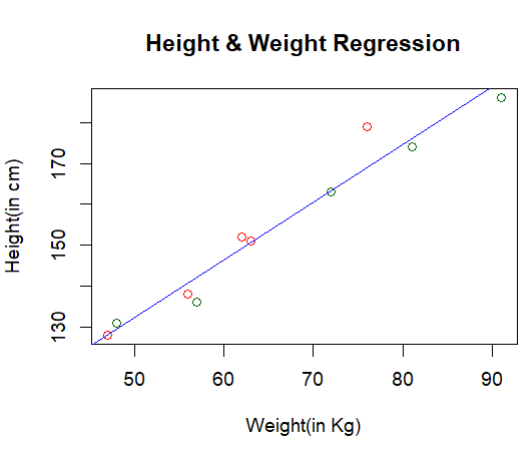 Height & Weight Regression
Height(in cm)
170
150
130
50 60 70 80 90
Weight(in Kg)